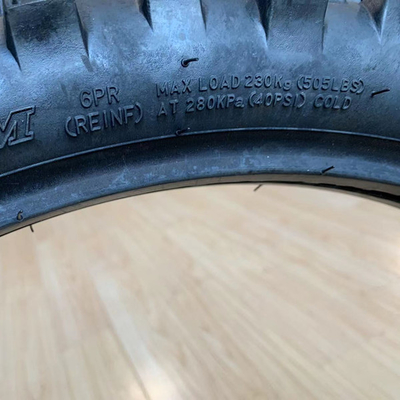 6PR MAX LOAD 230Kg (505LBS)
(REINF) AT 280KPa (40PSI) COLD